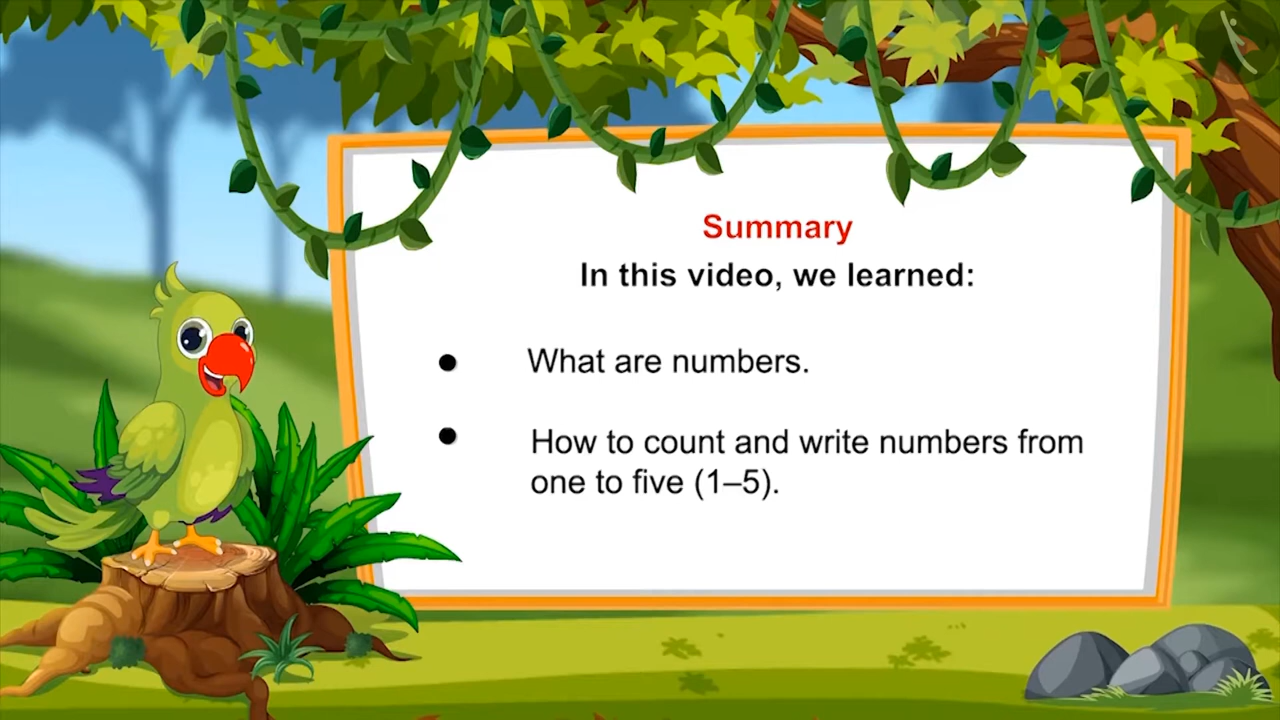 Summary
In this video, we learned:
● What are numbers.
● How to count and write numbers from
one to five (1–5).